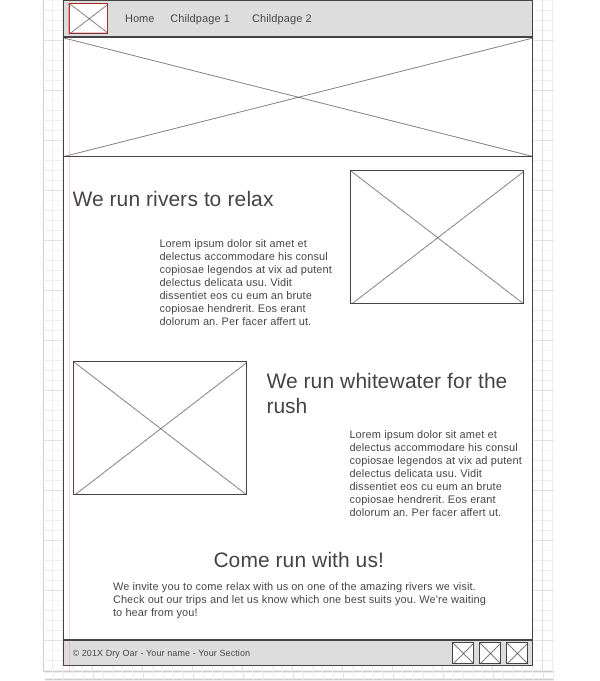 Home Childpage 1 Childpage 2
We run rivers to relax
Lorem ipsum dolor sit amet et
delectus accommodare his consul
copiosae legendos at vix ad putent
delectus delicata usu. Vidit
dissentiet eos cu eum an brute
copiosae hendrerit. Eos erant
dolorum an. Per facer affert ut.
We run whitewater for the
rush
Lorem ipsum dolor sit amet et
delectus accommodare his consul
copiosae legendos at vix ad putent
delectus delicata usu. Vidit
dissentiet eos cu eum an brute
copiosae hendrerit. Eos erant
dolorum an. Per facer affert ut.
Come run with us!
We invite you to come relax with us on one of the amazing rivers we visit.
Check out our trips and let us know which one best suits you. We're waiting
to hear from you!
© 201X Dry Oar - Your name - Your Section